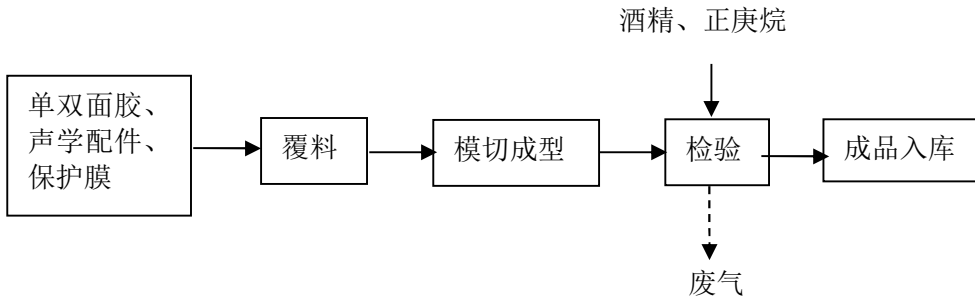 酒精、正庚烷
单双面胶、
声学配件、
保护膜
覆料
模切成型
检验
成品入库
废气